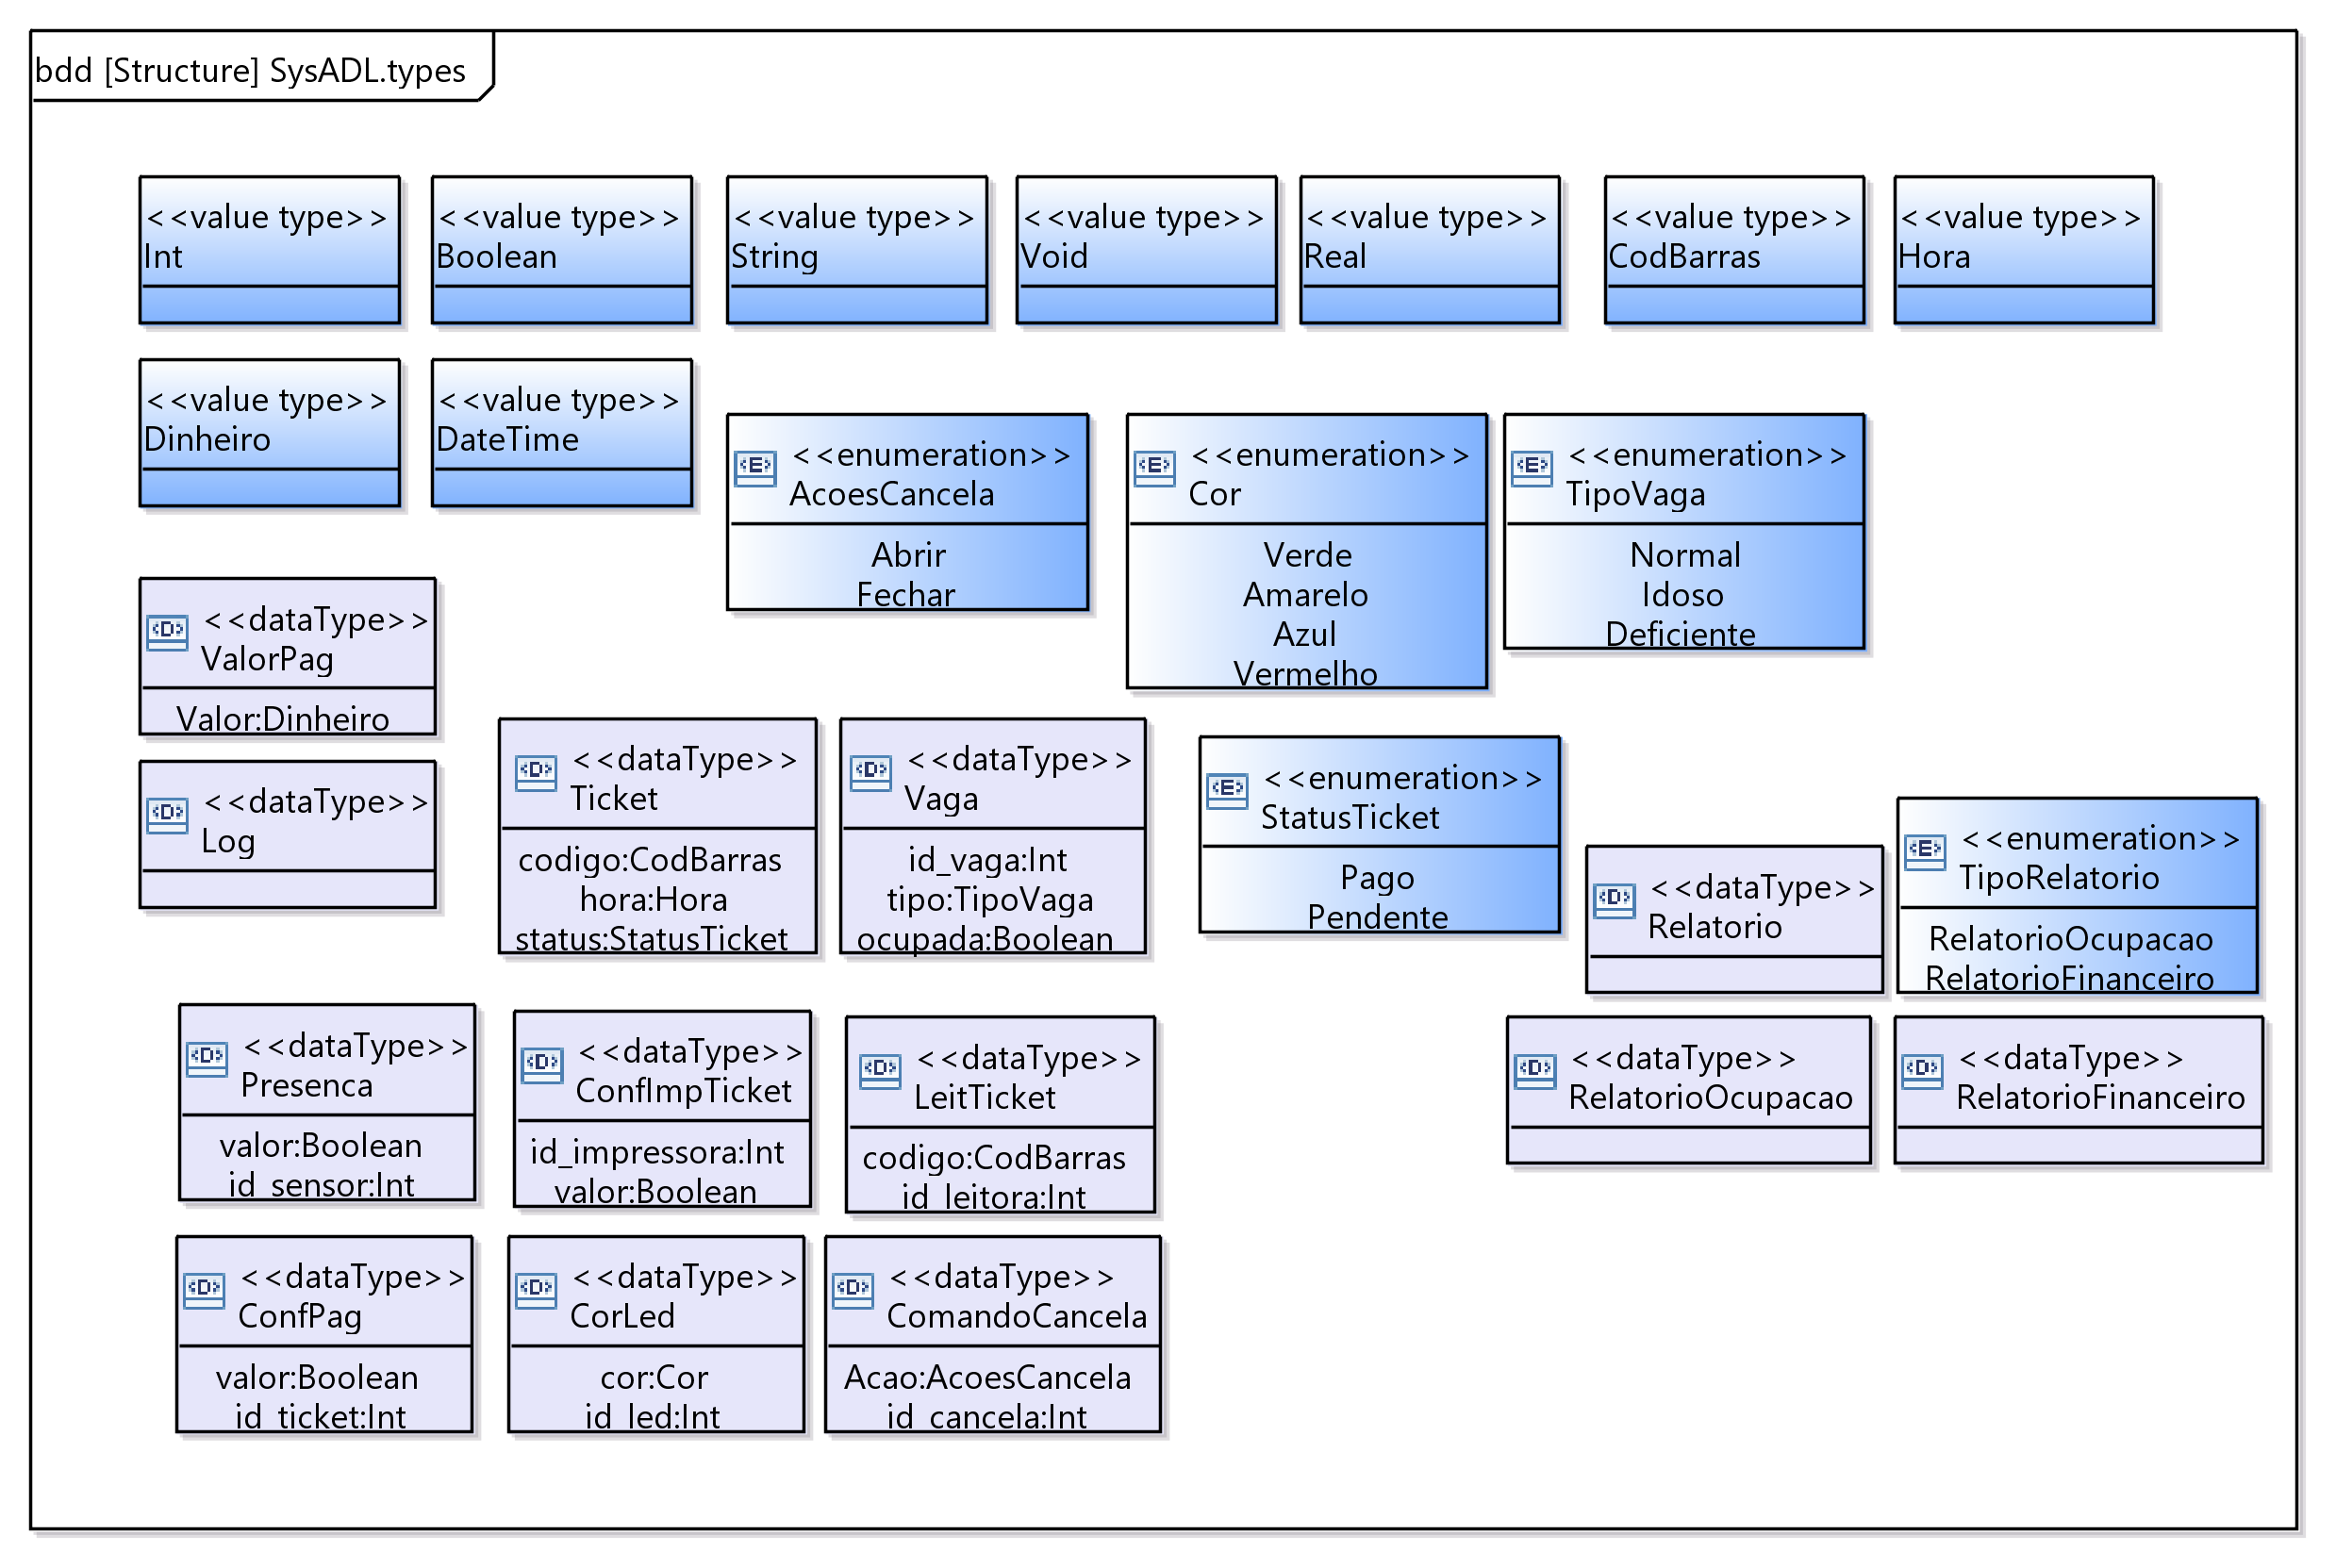 bdd [Structure] SysADL.types
<<value type>>
Int
<<value type>>
Boolean
<<value type>>
String
<<value type>>
Void
<<value type>>
Real
<<value type>>
CodBarras
<<value type>>
Hora
<<value type>>
Dinheiro
<<value type>>
DateTime
<<enumeration>>
AcoesCancela
Abrir
Fechar
<<enumeration>>
Cor
Verde
Amarelo
Azul
Vermelho
<<enumeration>>
TipoVaga
Normal
Idoso
Deficiente
<<dataType>>
ValorPag
Valor:Dinheiro
<<dataType>>
Log
<<dataType>>
Ticket
codigo:CodBarras
hora:Hora
status:StatusTicket
<<dataType>>
Vaga
id_vaga:Int
tipo:TipoVaga
ocupada:Boolean
<<enumeration>>
StatusTicket
Pago
Pendente
<<dataType>>
Relatorio
<<enumeration>>
TipoRelatorio
RelatorioOcupacao
RelatorioFinanceiro
<<dataType>>
Presenca
valor:Boolean
id_sensor:Int
<<dataType>>
ConfImpTicket
id_impressora:Int
valor:Boolean
<<dataType>>
LeitTicket
codigo:CodBarras
id_leitora:Int
<<dataType>>
RelatorioOcupacao
<<dataType>>
RelatorioFinanceiro
<<dataType>>
ConfPag
valor:Boolean
id_ticket:Int
<<dataType>>
CorLed
cor:Cor
id_led:Int
<<dataType>>
ComandoCancela
Acao:AcoesCancela
id_cancela:Int